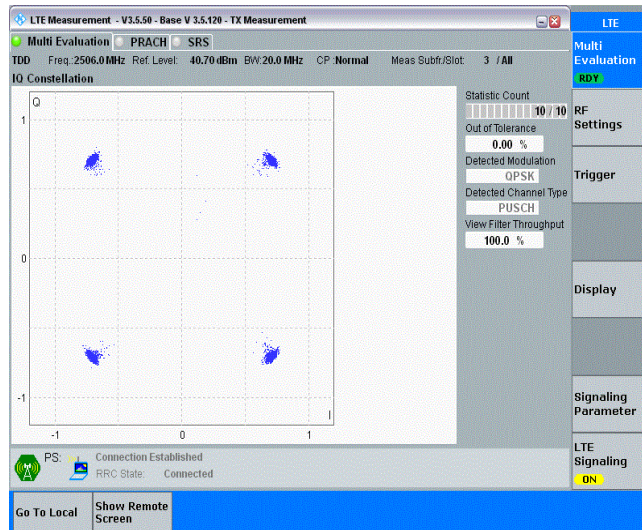 LTE Measurement - V3.5.50 - Base V 3.5.120 - TX Measurement
LTE
Multi Evaluation PRACH SRS
TDD Freq.:2506.0 MHz Ref. Level: 40.70 dBm BW:20.0 MHz CP :Normal Meas Subfr./Slot: 3 / All
IQ Constellation
Multi
Evaluation
RDY
RF
Settings
Trigger
Display
Signaling
Parameter
LTE
Signaling
ON
Q
1
0
-1
I
-1 0 1
Statistic Count
10 / 10
Out of Tolerance
0.00 %
Detected Modulation
QPSK
Detected Channel Type
PUSCH
View Filter Throughput
100.0 %
PS: Connection Established
RRC State: Connected
Go To Local
Show Remote
Screen